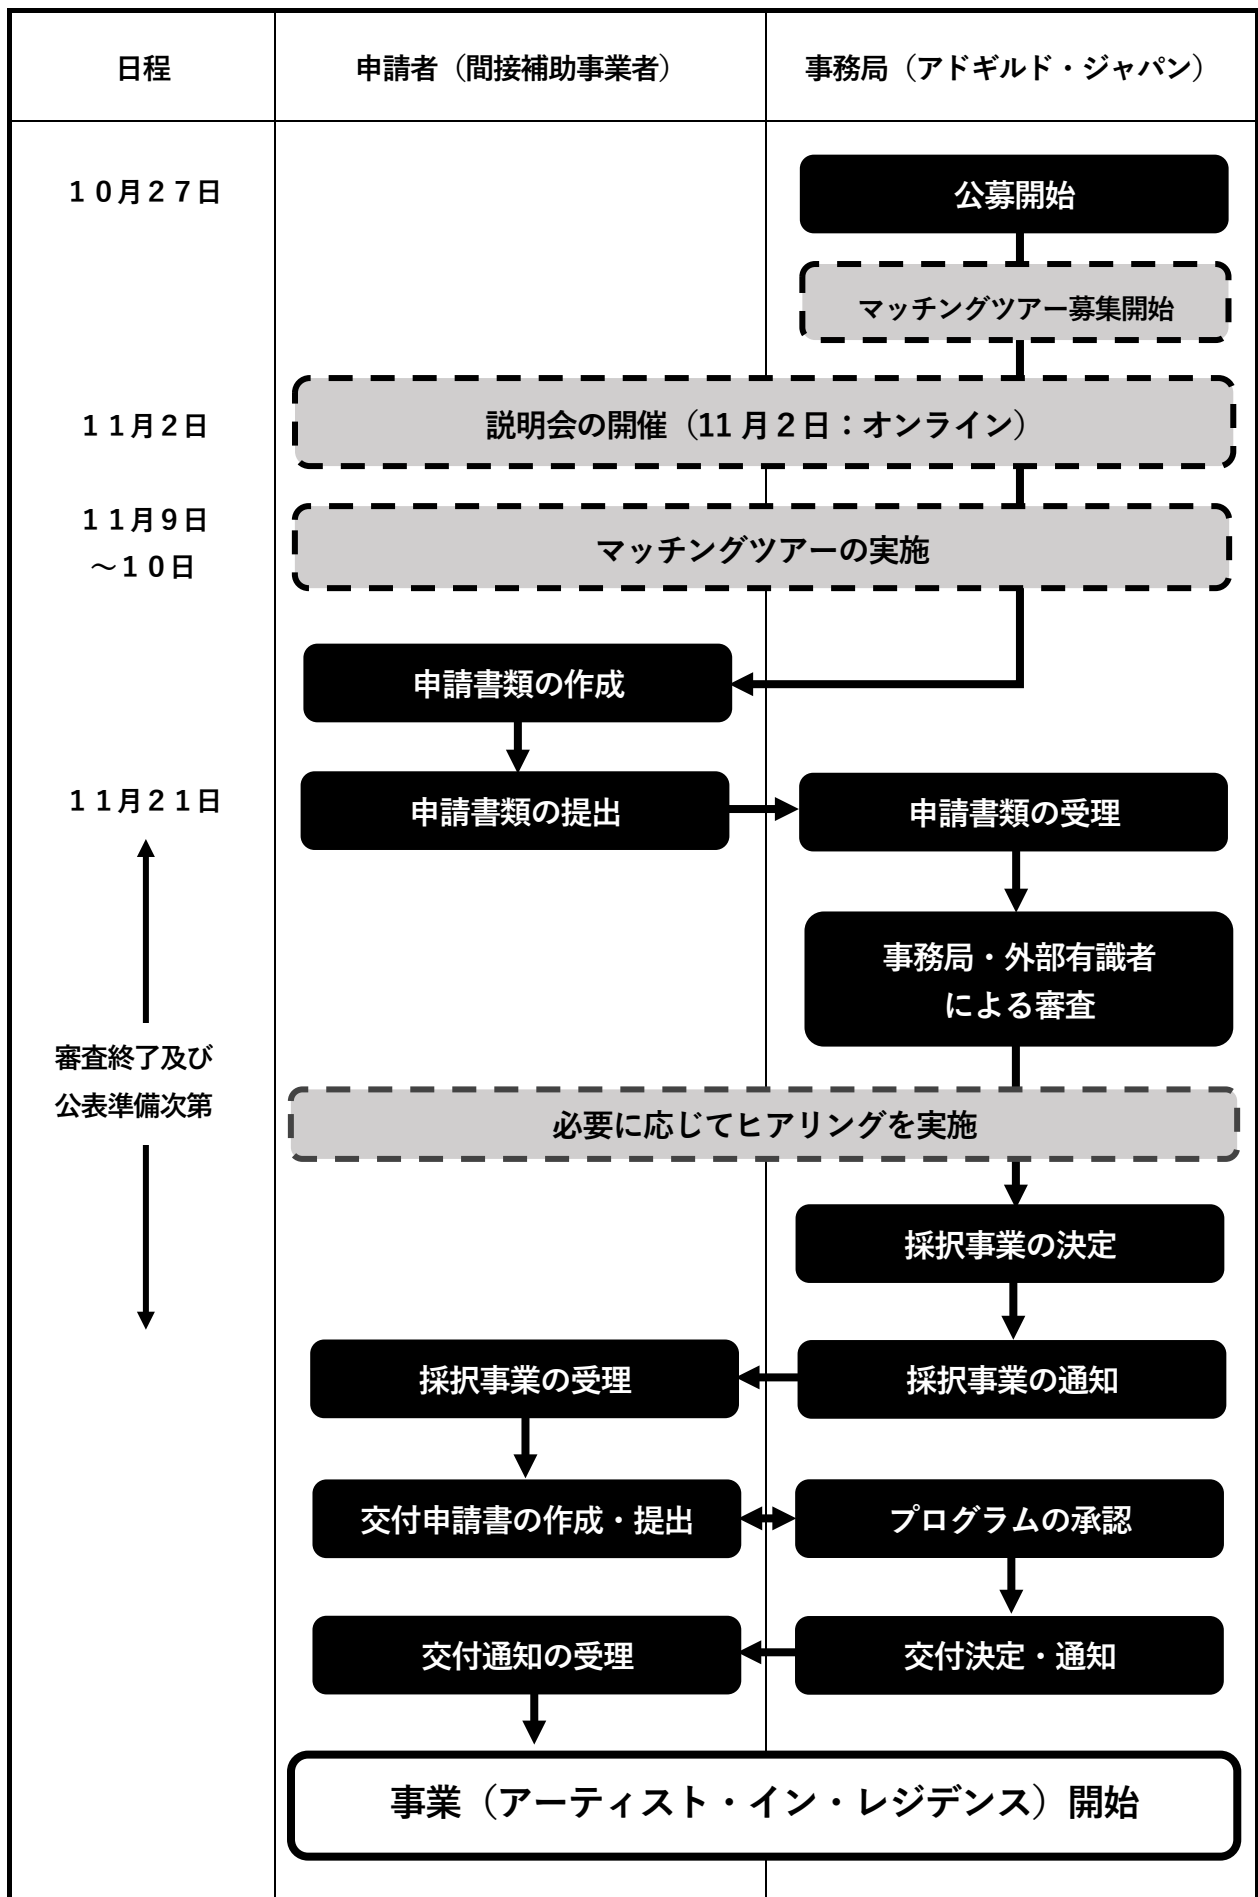 日程
申請者（間接補助事業者）
事務局（アドギルド・ジャパン）
１０月２７日
公募開始
マッチングツアー募集開始
１１月２日
説明会の開催（11 月２日：オンライン）
１１月９日
～１０日
マッチングツアーの実施
申請書類の作成
１１月２１日
申請書類の提出
申請書類の受理
事務局・外部有識者
による審査
審査終了及び
公表準備次第
必要に応じてヒアリングを実施
採択事業の決定
採択事業の受理
採択事業の通知
交付申請書の作成・提出
プログラムの承認
交付通知の受理
交付決定・通知
事業（アーティスト・イン・レジデンス）開始